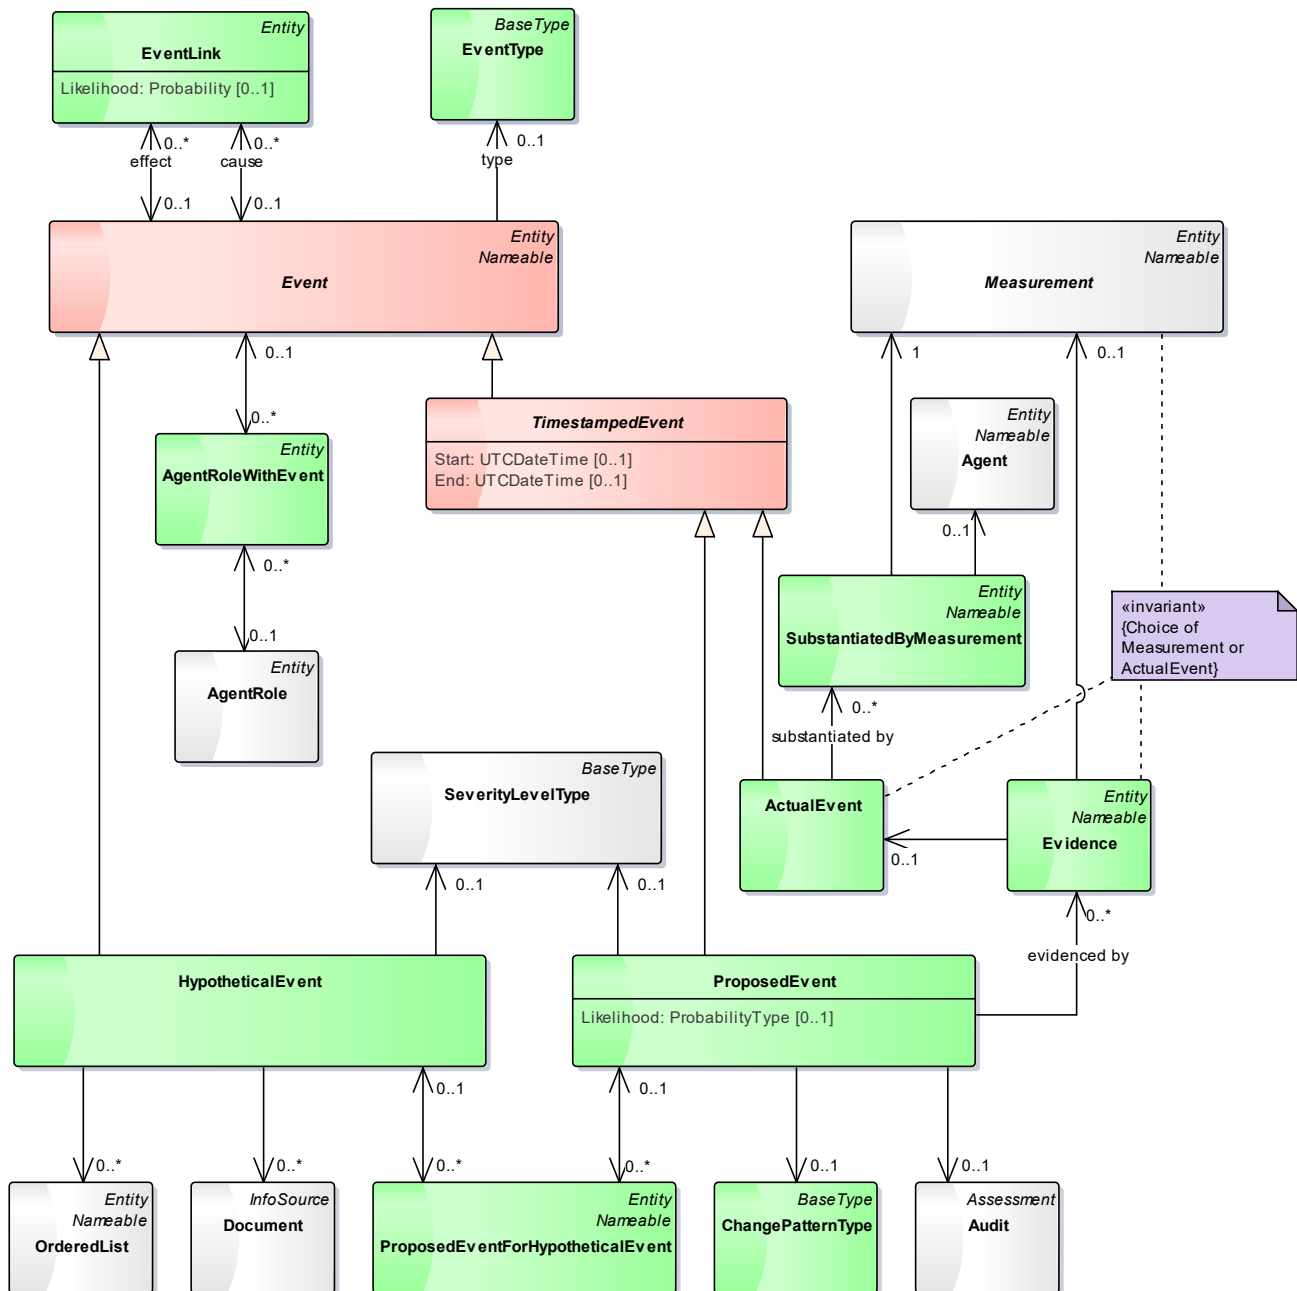 Entity
EventLink
Likelihood: Probability [0..1]
BaseType
EventType
0..*
0..*
0..1
effect
cause
type
0..1
0..1
Entity
Nameable
Event
Entity
Nameable
Measurement
0..1
1
0..1
0..*
TimestampedEvent
Start: UTCDateTime [0..1]
End: UTCDateTime [0..1]
Entity
Nameable
Agent
Entity
AgentRoleWithEvent
0..1
0..*
Entity
Nameable
SubstantiatedByMeasurement
«invariant»
{Choice of
Measurement or
ActualEvent}
0..1
Entity
AgentRole
0..*
substantiated by
BaseType
SeverityLevelType
ActualEvent
Entity
Nameable
Evidence
0..1
0..1
0..1
0..*
evidenced by
HypotheticalEvent
ProposedEvent
Likelihood: ProbabilityType [0..1]
0..1
0..1
0..*
0..*
0..*
0..*
0..1
0..1
Entity
Nameable
OrderedList
InfoSource
Document
Entity
Nameable
ProposedEventForHypotheticalEvent
BaseType
ChangePatternType
Assessment
Audit